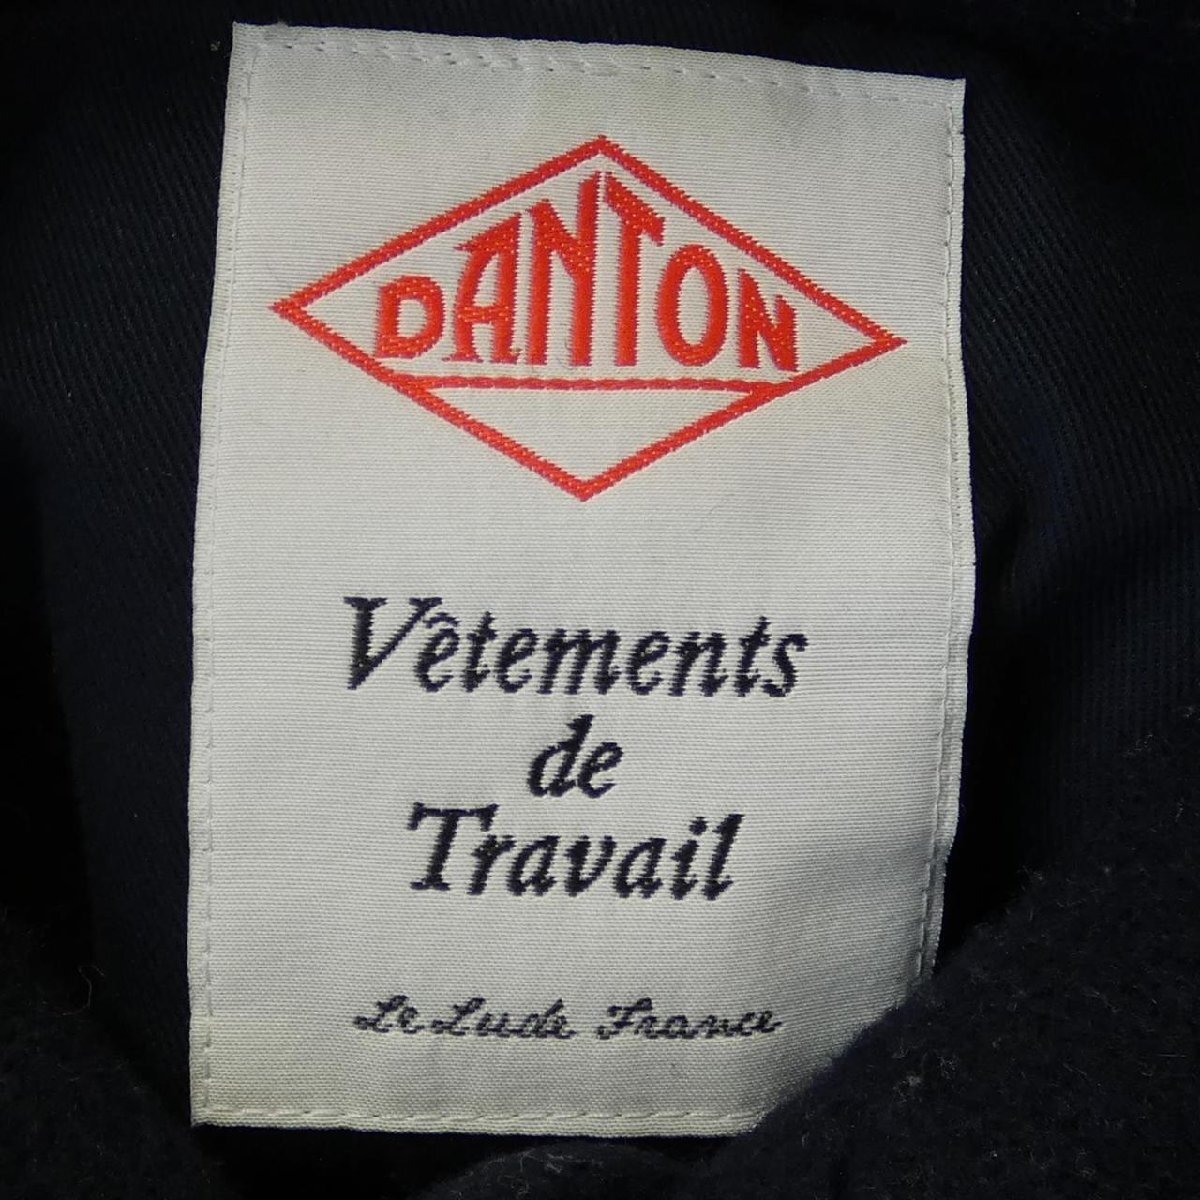 DANTON
Vêtements
de
Travail
Le Lude France